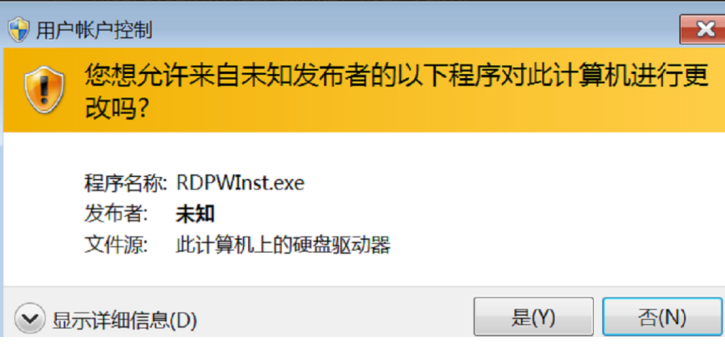 用户帐户控制
您想允许来自未知发布者的以下程序对此计算机进行更
改吗?
程序名称: RDPWInst.exe
发布者: 未知
文件源: 此计算机上的硬盘驱动器
显示详细信息(D)
是(Y)
否(N)